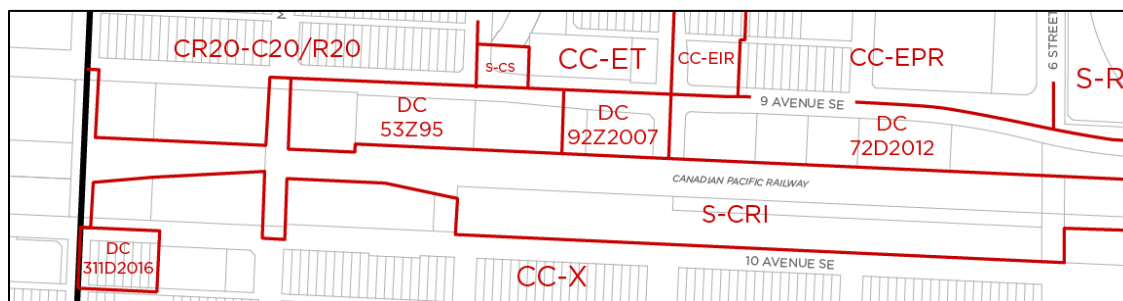 CR20-C20/R20
S-CS
CC-ET
CC-EIR
CC-EPR
6 STREET
S-R
9 AVENUE SE
DC
53Z95
DC
92Z2007
DC
72D2012
CANADIAN PACIFIC RAILWAY
S-CRI
DC
311D2016
CC-X
10 AVENUE SE